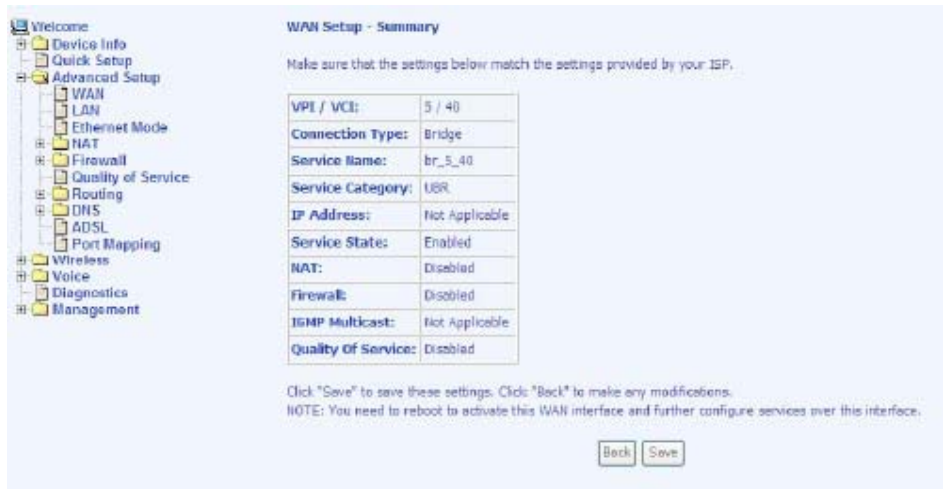 Welcome
Device Info
Quick Setup
Advanced Setup
WAN
LAN
Ethernet Mode
NAT
Firewall
Quality of Service
Routing
DNS
ADSL
Port Mapping
Wireless
Voice
Diagnostics
Management
WAN Setup - Summary
Make sure that the settings below match the settings provided by your ISP.
VPI / VCI: 5 / 40
Connection Type: Bridge
Service Name: br_5_40
Service Category: UBR
IP Address: Not Applicable
Service State: Enabled
NAT: Disabled
Firewall: Disabled
IGMP Multicast: Not Applicable
Quality Of Service: Disabled
Click "Save" to save these settings. Click "Back" to make any modifications.
NOTE: You need to reboot to activate this WAN interface and further configure services over this interface.
Back Save